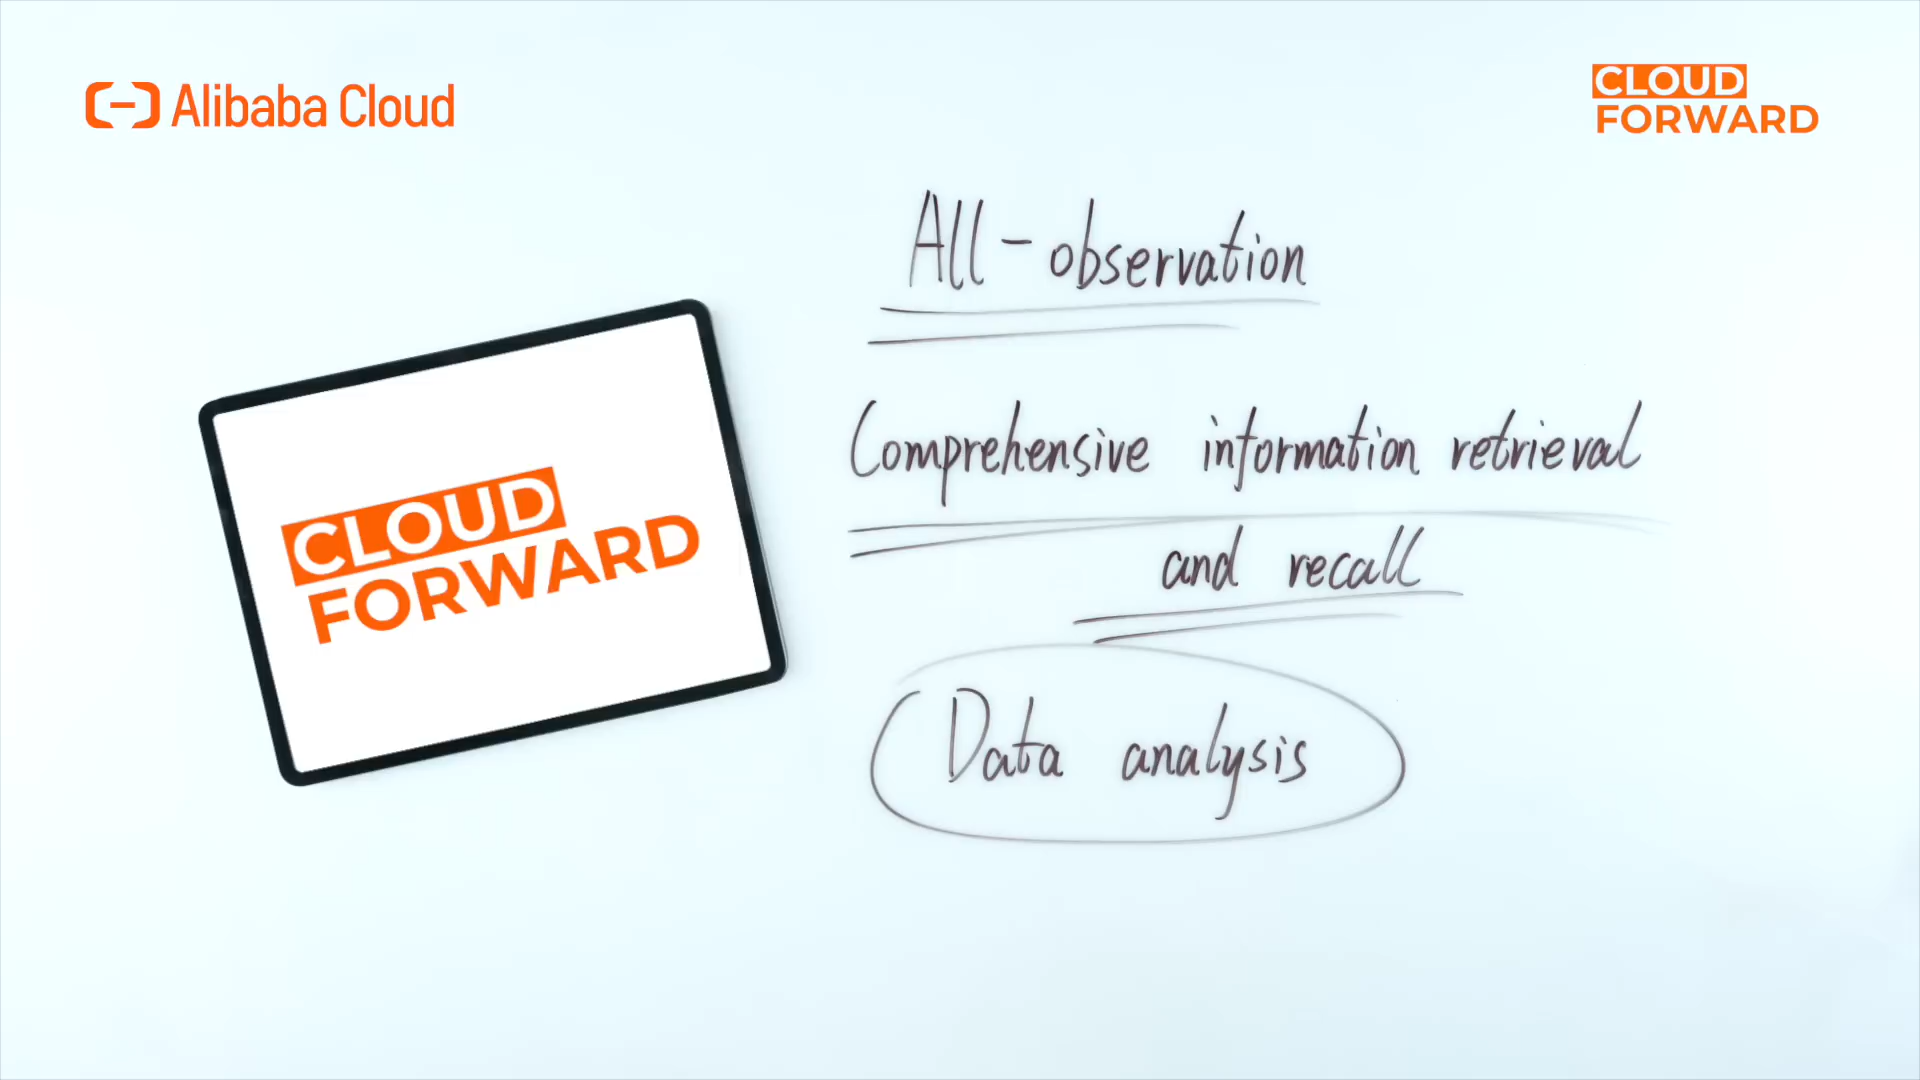 Alibaba Cloud
CLOUD
FORWARD
All-observation
Comprehensive information retrieval
and recall
Data analysis
CLOUD
FORWARD